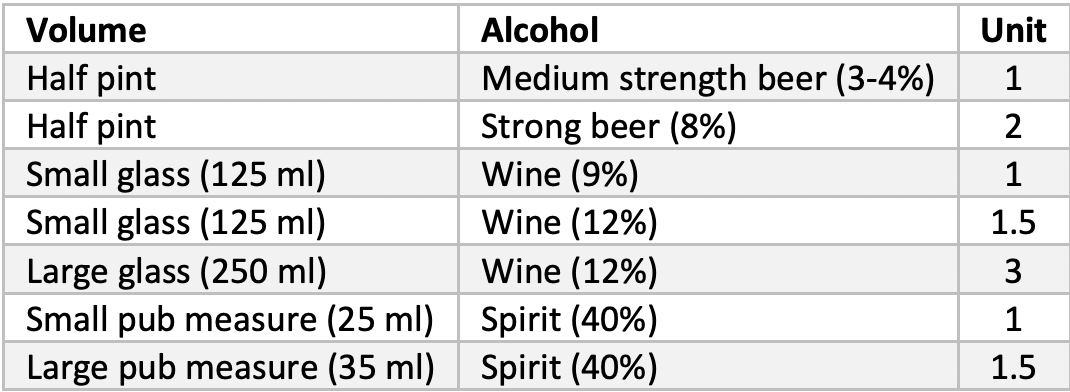 Volume Alcohol Unit
Half pint Medium strength beer (3-4%) 1
Half pint Strong beer (8%) 2
Small glass (125 ml) Wine (9%) 1
Small glass (125 ml) Wine (12%) 1.5
Large glass (250 ml) Wine (12%) 3
Small pub measure (25 ml) Spirit (40%) 1
Large pub measure (35 ml) Spirit (40%) 1.5